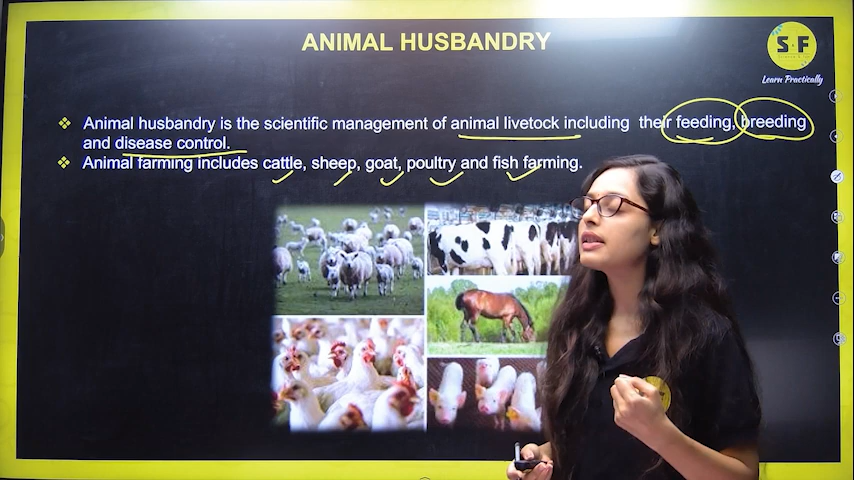 ANIMAL HUSBANDRY
S F
Learn Practically
❖ Animal husbandry is the scientific management of animal livetock including their feeding, breeding
and disease control.
❖ Animal farming includes cattle, sheep, goat, poultry and fish farming.